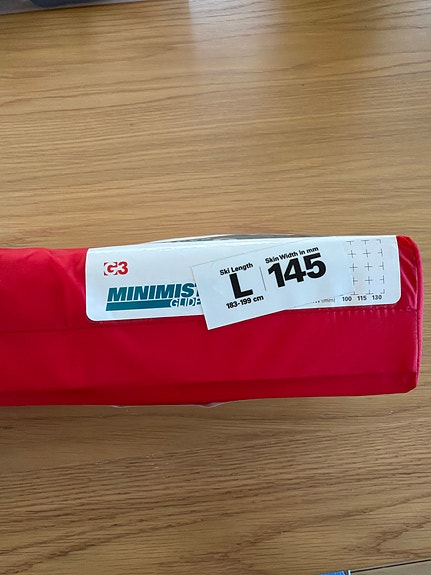 G3
MINIMIST
GLIDE
Ski Length
L
183-199 cm
Skin Width in mm
145
100 115 130